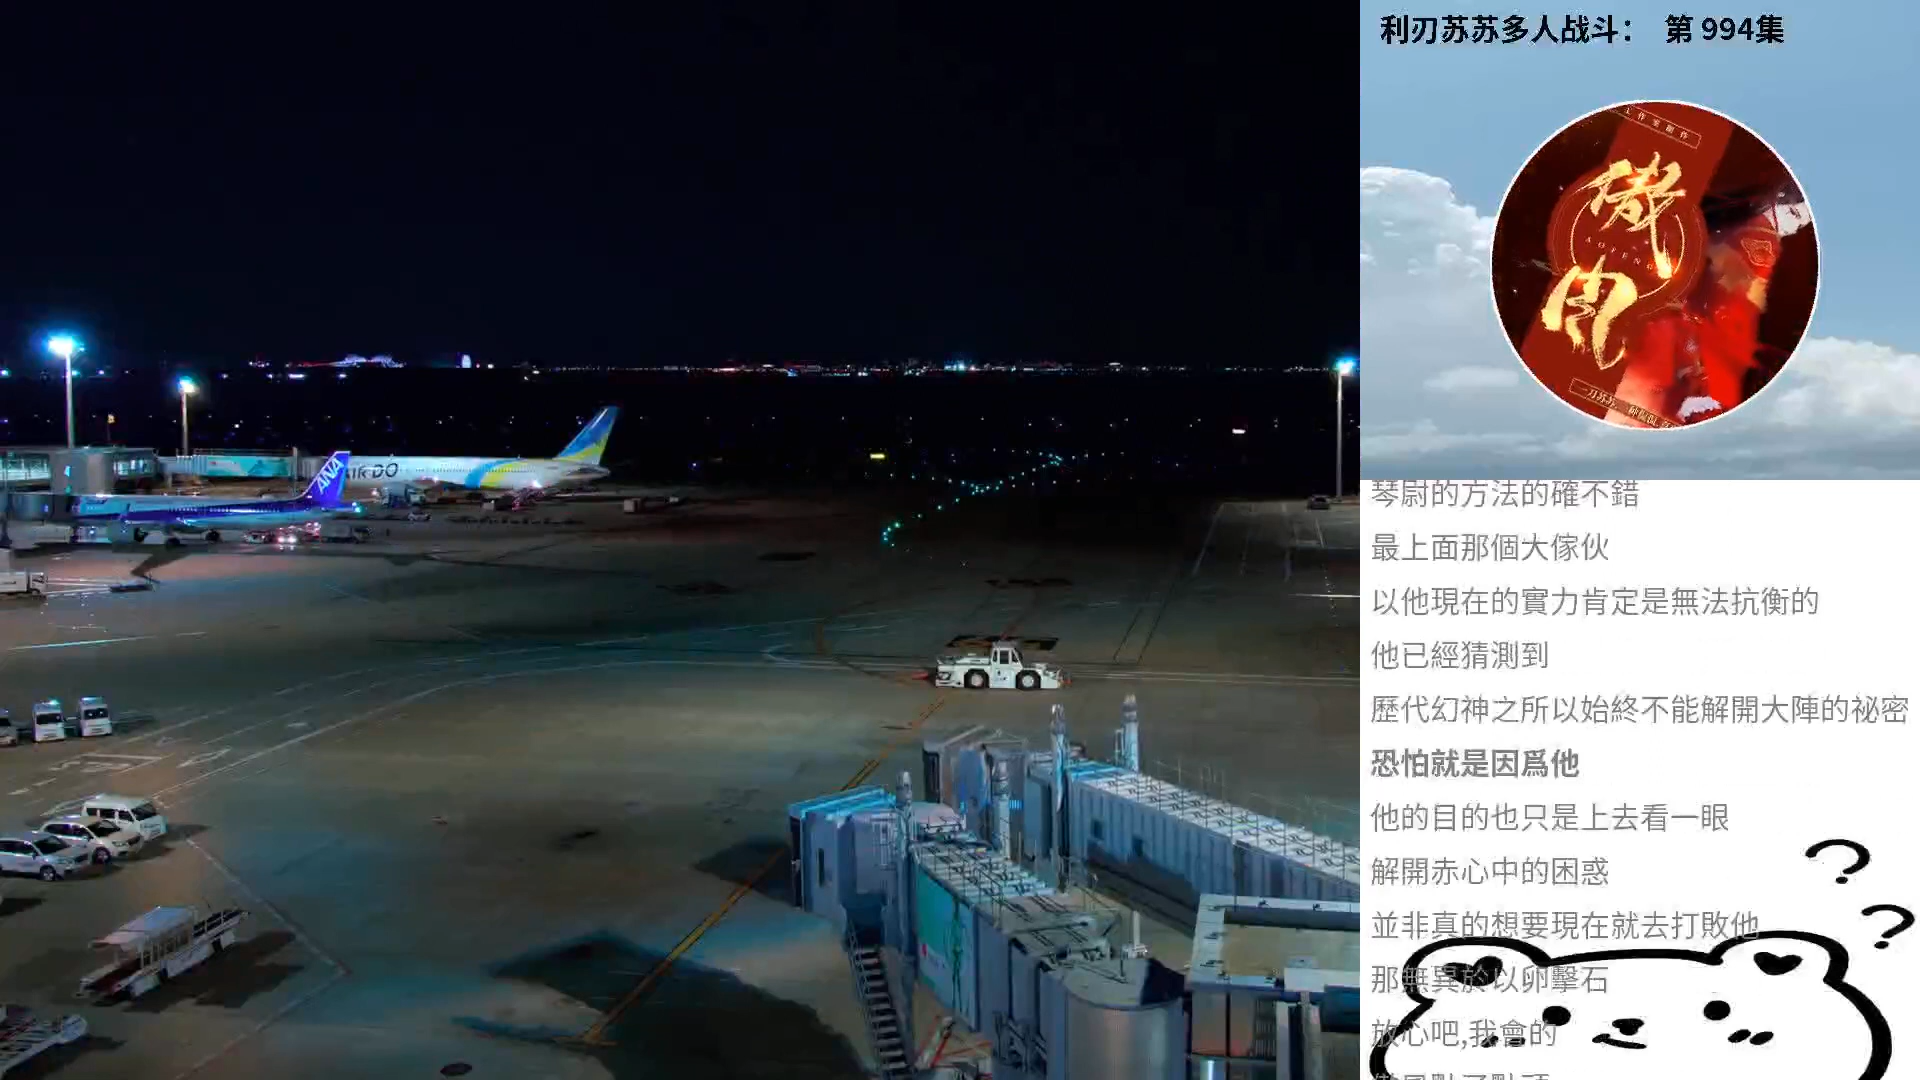 利刃苏苏多人战斗： 第 994集
傲风
AOFENG
ANA
AIR DO
琴尉的方法的確不錯
最上面那個大傢伙
以他現在的實力肯定是無法抗衡的
他已經猜測到
歷代幻神之所以始終不能解開大陣的祕密
恐怕就是因爲他
他的目的也只是上去看一眼
解開赤心中的困惑
並非真的想要現在就去打敗他
那無異於以卵擊石
放心吧,我會的